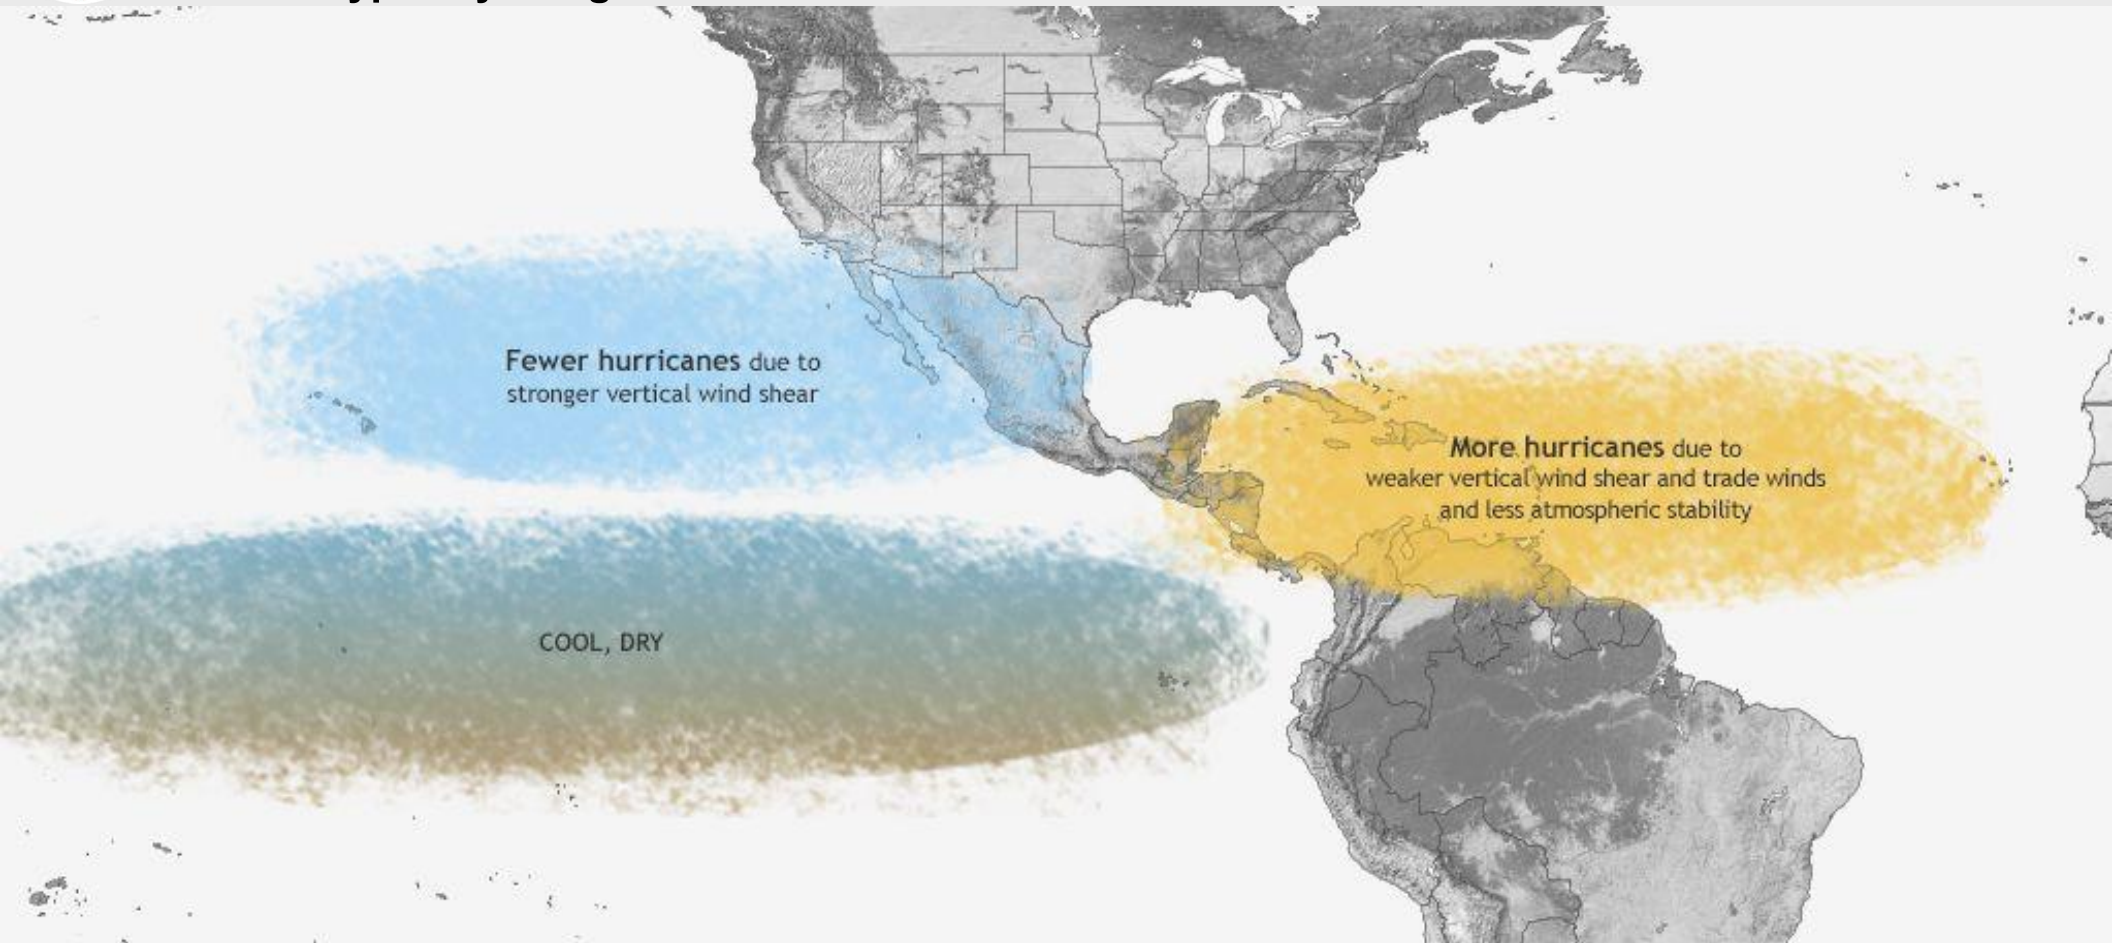 Fewer hurricanes due to
stronger vertical wind shear
More hurricanes due to
weaker vertical wind shear and trade winds
and less atmospheric stability
COOL, DRY